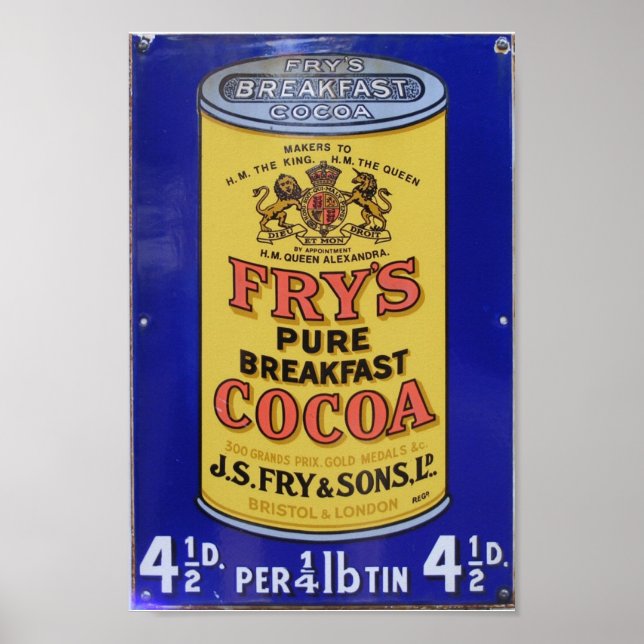 FRY'S
BREAKFAST
COCOA
MAKERS TO
H.M. THE KING. H.M. THE QUEEN
DIEU ET MON DROIT
BY APPOINTMENT
H.M. QUEEN ALEXANDRA.
FRY'S
PURE
BREAKFAST
COCOA
300 GRANDS PRIX. GOLD MEDALS &c.
J.S. FRY & SONS, LD.
BRISTOL & LONDON
REGD
4 1/2 D. PER 1/4 lb TIN 4 1/2 D.